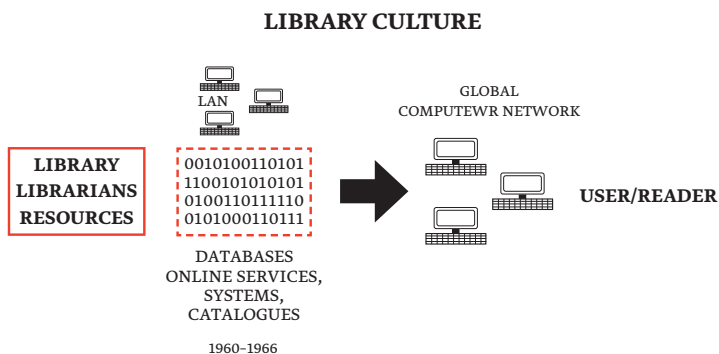 LIBRARY CULTURE
LAN
GLOBAL
COMPUTEWR NETWORK
LIBRARY
LIBRARIANS
RESOURCES
0010100110101
1100101010101
0100110111110
0101000110111
USER/READER
DATABASES
ONLINE SERVICES,
SYSTEMS,
CATALOGUES
1960–1966